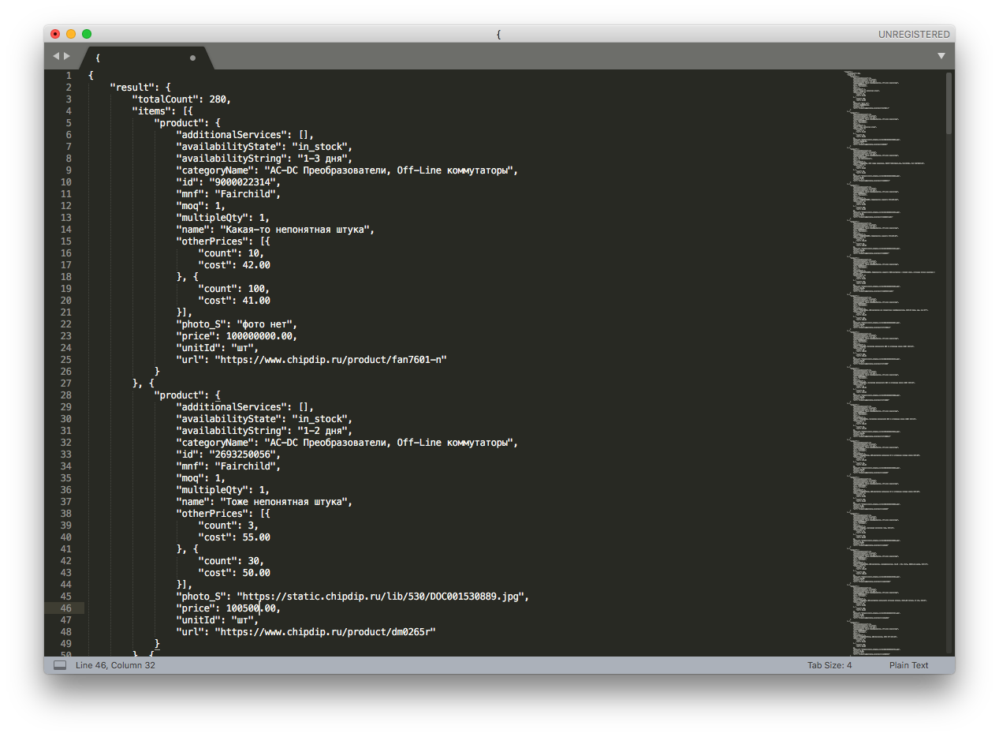 {
UNREGISTERED
{
1 {
2     "result": {
3         "totalCount": 280,
4         "items": [{
5             "product": {
6                 "additionalServices": [],
7                 "availabilityState": "in_stock",
8                 "availabilityString": "1-3 дня",
9                 "categoryName": "AC-DC Преобразователи, Off-Line коммутаторы",
10                 "id": "9000022314",
11                 "mnf": "Fairchild",
12                 "moq": 1,
13                 "multipleQty": 1,
14                 "name": "Какая-то непонятная штука",
15                 "otherPrices": [{
16                     "count": 10,
17                     "cost": 42.00
18                 }, {
19                     "count": 100,
20                     "cost": 41.00
21                 }],
22                 "photo_S": "фото нет",
23                 "price": 100000000.00,
24                 "unitId": "шт",
25                 "url": "https://www.chipdip.ru/product/fan7601-n"
26             }
27         }, {
28             "product": {
29                 "additionalServices": [],
30                 "availabilityState": "in_stock",
31                 "availabilityString": "1-2 дня",
32                 "categoryName": "AC-DC Преобразователи, Off-Line коммутаторы",
33                 "id": "2693250056",
34                 "mnf": "Fairchild",
35                 "moq": 1,
36                 "multipleQty": 1,
37                 "name": "Тоже непонятная штука",
38                 "otherPrices": [{
39                     "count": 3,
40                     "cost": 55.00
41                 }, {
42                     "count": 30,
43                     "cost": 50.00
44                 }],
45                 "photo_S": "https://static.chipdip.ru/lib/530/DOC001530889.jpg",
46                 "price": 100500.00,
47                 "unitId": "шт",
48                 "url": "https://www.chipdip.ru/product/dm0265r"
49             }
50         }, {
Line 46, Column 32
Tab Size: 4
Plain Text